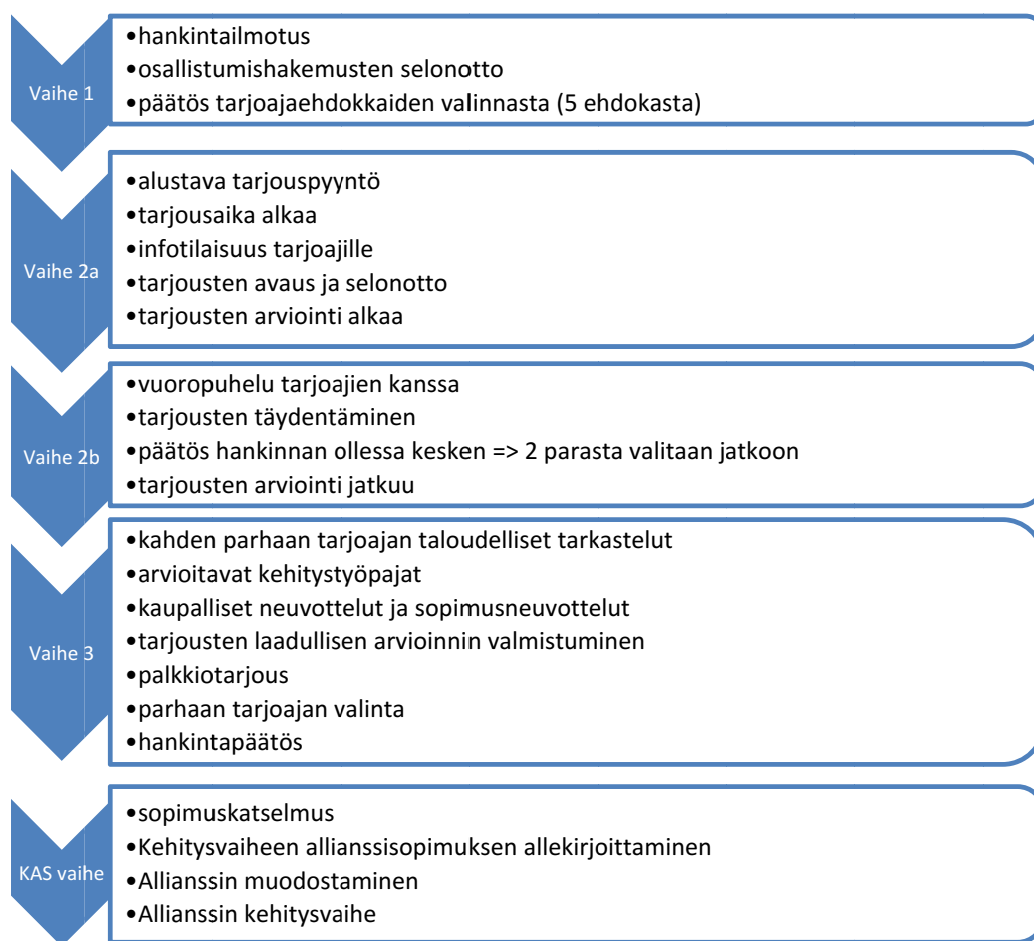 Vaihe 1
•hankintailmotus
•osallistumishakemusten selonotto
•päätös tarjoajaehdokkaiden valinnasta (5 ehdokasta)
Vaihe 2a
•alustava tarjouspyyntö
•tarjousaika alkaa
•infotilaisuus tarjoajille
•tarjousten avaus ja selonotto
•tarjousten arviointi alkaa
Vaihe 2b
•vuoropuhelu tarjoajien kanssa
•tarjousten täydentäminen
•päätös hankinnan ollessa kesken => 2 parasta valitaan jatkoon
•tarjousten arviointi jatkuu
Vaihe 3
•kahden parhaan tarjoajan taloudelliset tarkastelut
•arvioitavat kehitystyöpajat
•kaupalliset neuvottelut ja sopimusneuvottelut
•tarjousten laadullisen arvioinnin valmistuminen
•palkkiotarjous
•parhaan tarjoajan valinta
•hankintapäätös
KAS vaihe
•sopimuskatselmus
•Kehitysvaiheen allianssisopimuksen allekirjoittaminen
•Allianssin muodostaminen
•Allianssin kehitysvaihe